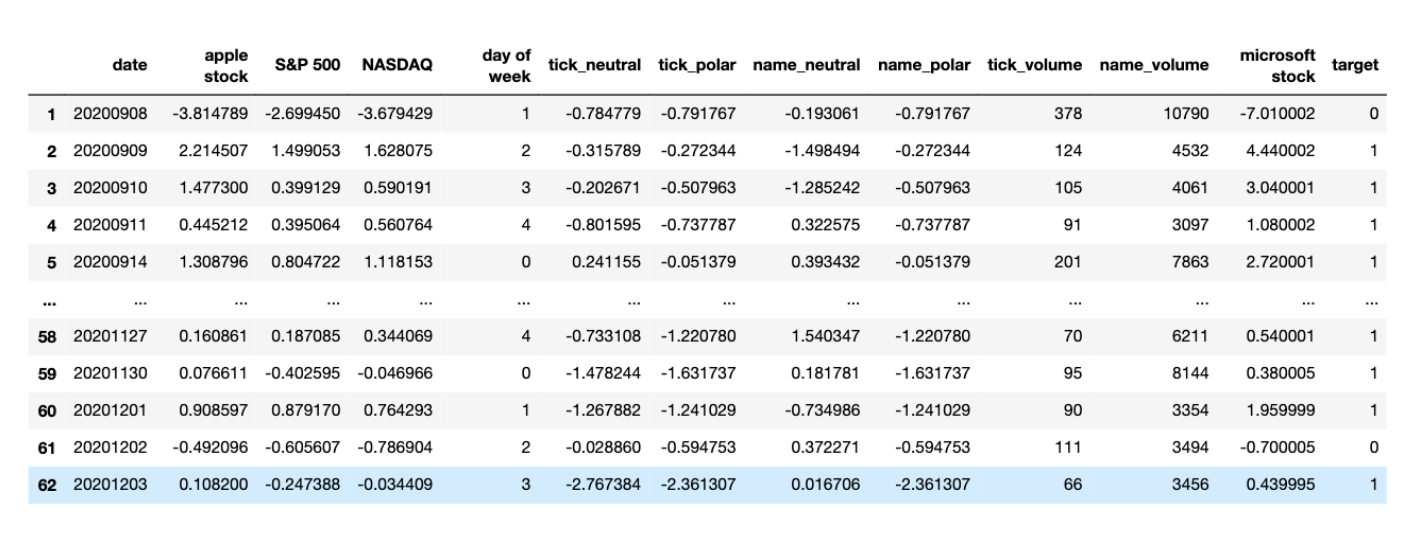 date apple stock S&P 500 NASDAQ day of week tick_neutral tick_polar name_neutral name_polar tick_volume name_volume microsoft stock target
1 20200908 -3.814789 -2.699450 -3.679429 1 -0.784779 -0.791767 -0.193061 -0.791767 378 10790 -7.010002 0
2 20200909 2.214507 1.499053 1.628075 2 -0.315789 -0.272344 -1.498494 -0.272344 124 4532 4.440002 1
3 20200910 1.477300 0.399129 0.590191 3 -0.202671 -0.507963 -1.285242 -0.507963 105 4061 3.040001 1
4 20200911 0.445212 0.395064 0.560764 4 -0.801595 -0.737787 0.322575 -0.737787 91 3097 1.080002 1
5 20200914 1.308796 0.804722 1.118153 0 0.241155 -0.051379 0.393432 -0.051379 201 7863 2.720001 1
... ... ... ... ... ... ... ... ... ... ... ... ... ...
58 20201127 0.160861 0.187085 0.344069 4 -0.733108 -1.220780 1.540347 -1.220780 70 6211 0.540001 1
59 20201130 0.076611 -0.402595 -0.046966 0 -1.478244 -1.631737 0.181781 -1.631737 95 8144 0.380005 1
60 20201201 0.908597 0.879170 0.764293 1 -1.267882 -1.241029 -0.734986 -1.241029 90 3354 1.959999 1
61 20201202 -0.492096 -0.605607 -0.786904 2 -0.028860 -0.594753 0.372271 -0.594753 111 3494 -0.700005 0
62 20201203 0.108200 -0.247388 -0.034409 3 -2.767384 -2.361307 0.016706 -2.361307 66 3456 0.439995 1